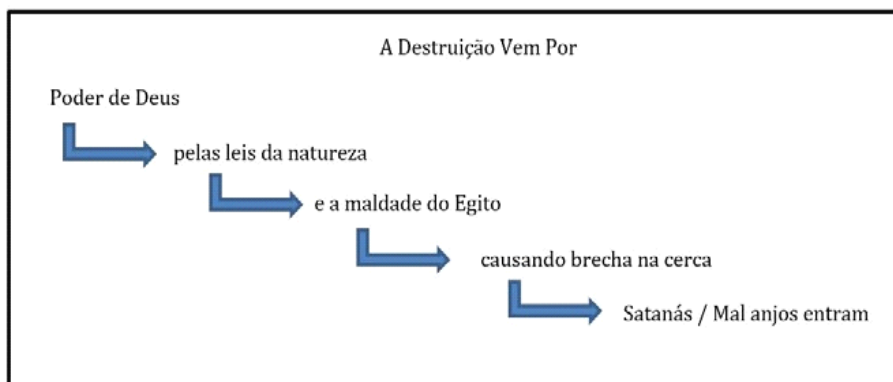 A Destruição Vem Por
Poder de Deus
pelas leis da natureza
e a maldade do Egito
causando brecha na cerca
Satanás / Mal anjos entram